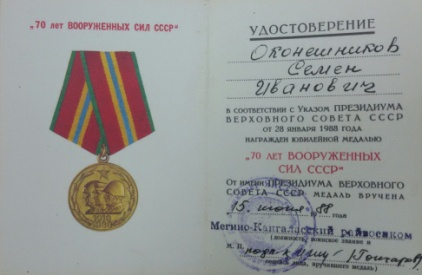 „70 лет ВООРУЖЕННЫХ СИЛ СССР"
УДОСТОВЕРЕНИЕ
Оконешников
Семен
Иванович
В СООТВЕТСТВИИ С УКАЗОМ ПРЕЗИДИУМА
ВЕРХОВНОГО СОВЕТА СССР
ОТ 28 ЯНВАРЯ 1988 ГОДА
НАГРАЖДЕН ЮБИЛЕЙНОЙ МЕДАЛЬЮ
„70 ЛЕТ ВООРУЖЕННЫХ
СИЛ СССР"
ОТ ИМЕНИ ПРЕЗИДИУМА ВЕРХОВНОГО
СОВЕТА СССР МЕДАЛЬ ВРУЧЕНА
15 июня 88 года
Мегино-Кангаласский райвоенком
(должность, воинское звание и
М. П.
вручившего медаль)